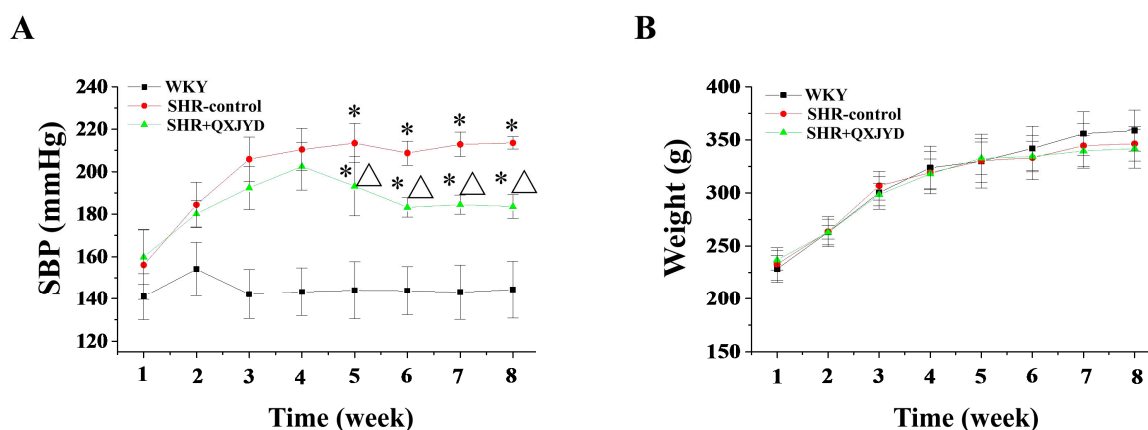 A
SBP (mmHg)
240
220
200
180
160
140
120
WKY
SHR-control
SHR+QXJYD
* * * *
* * * *
1 2 3 4 5 6 7 8
Time (week)
B
Weight (g)
400
350
300
250
200
150
WKY
SHR-control
SHR+QXJYD
1 2 3 4 5 6 7 8
Time (week)